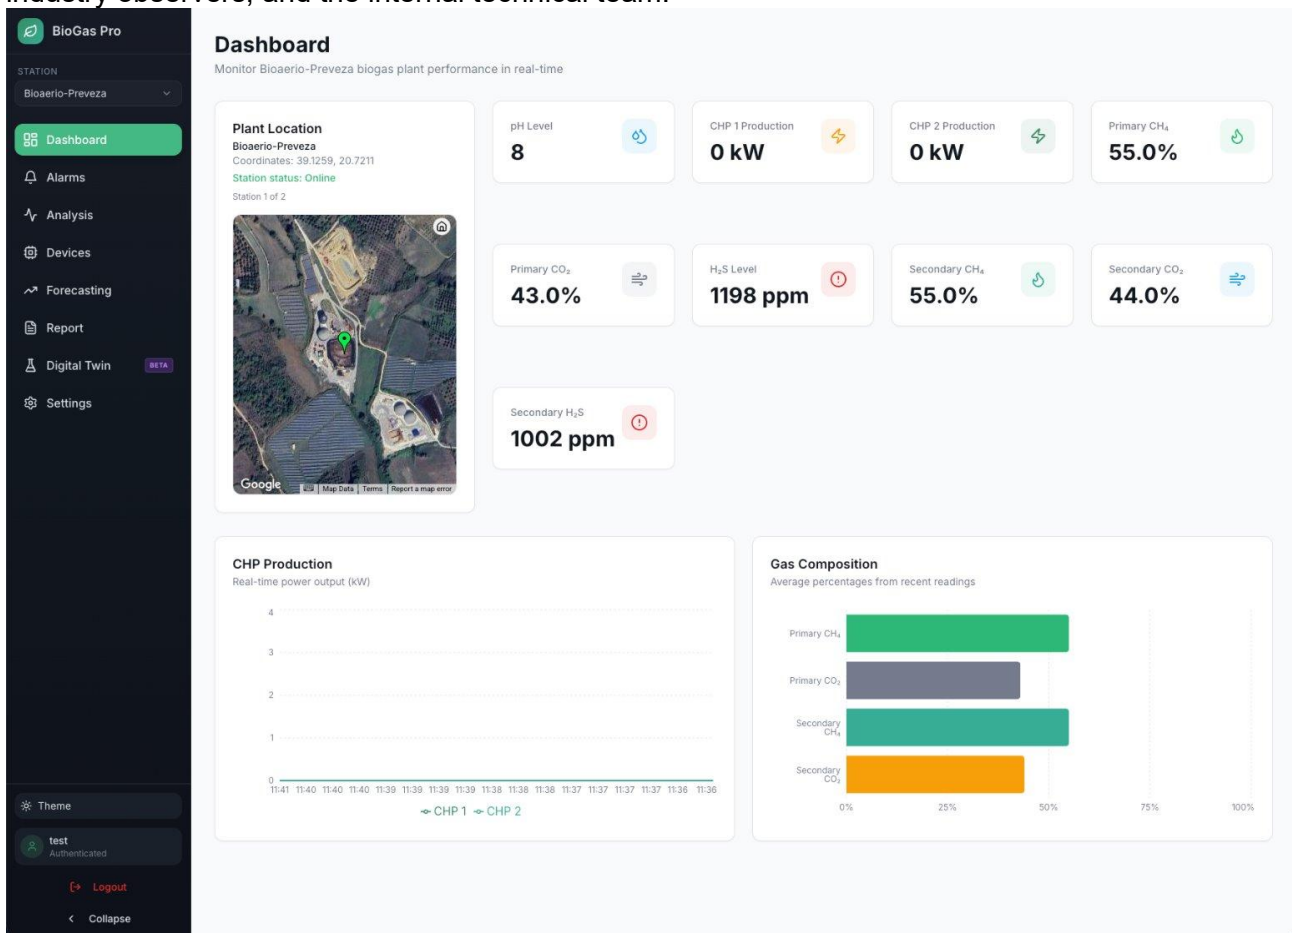 industry observers, and the internal technical team.
BioGas Pro
STATION
Bioaerio-Preveza
Dashboard
Alarms
Analysis
Devices
Forecasting
Report
Digital Twin BETA
Settings
Theme
test
Authenticated
Logout
Collapse
Dashboard
Monitor Bioaerio-Preveza biogas plant performance in real-time
Plant Location
Bioaerio-Preveza
Coordinates: 39.1259, 20.7211
Station status: Online
Station 1 of 2
Google
Map Data
Terms
Report a map error
pH Level
8
CHP 1 Production
0 kW
CHP 2 Production
0 kW
Primary CH₄
55.0%
Primary CO₂
43.0%
H₂S Level
1198 ppm
Secondary CH₄
55.0%
Secondary CO₂
44.0%
Secondary H₂S
1002 ppm
CHP Production
Real-time power output (kW)
4
3
2
1
0
11:41 11:40 11:40 11:40 11:39 11:39 11:39 11:39 11:38 11:38 11:38 11:37 11:37 11:37 11:37 11:36 11:36
CHP 1 CHP 2
Gas Composition
Average percentages from recent readings
Primary CH₄
Primary CO₂
Secondary
CH₄
Secondary
CO₂
0% 25% 50% 75% 100%